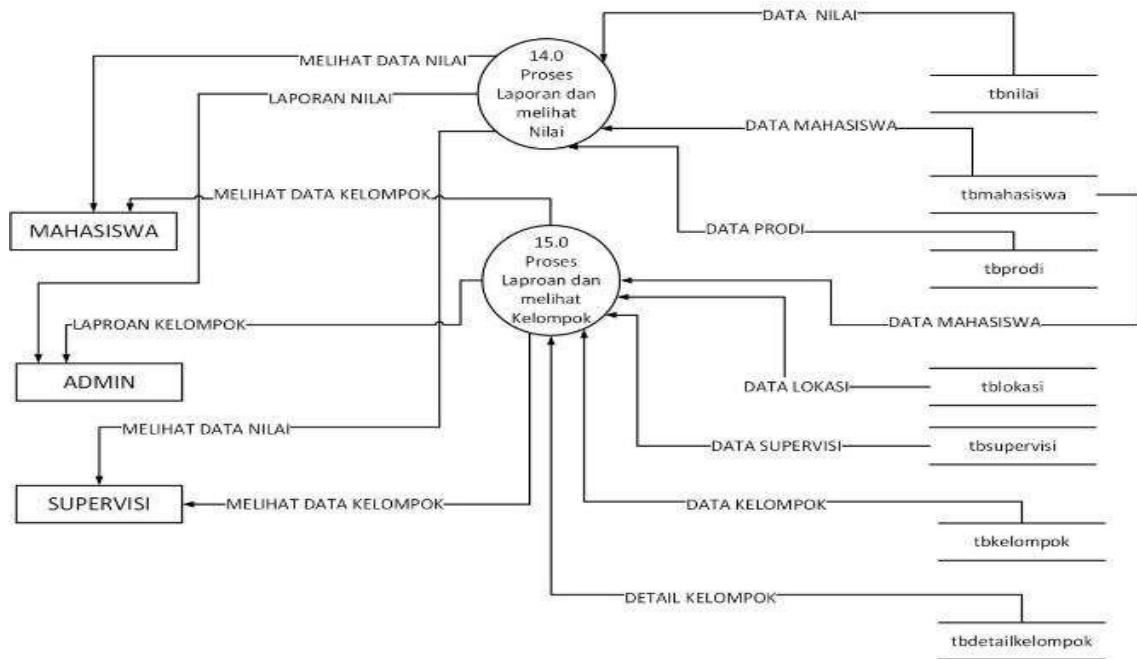 DATA NILAI
14.0
Proses
Laporan dan
melihat
Nilai
MELIHAT DATA NILAI
LAPORAN NILAI
tbnilai
DATA MAHASISWA
tbmahasiswa
MELIHAT DATA KELOMPOK
MAHASISWA
DATA PRODI
tbprodi
15.0
Proses
Laproan dan
melihat
Kelompok
LAPROAN KELOMPOK
DATA MAHASISWA
ADMIN
DATA LOKASI
tblokasi
MELIHAT DATA NILAI
DATA SUPERVISI
tbsupervisi
SUPERVISI
MELIHAT DATA KELOMPOK
DATA KELOMPOK
tbkelompok
DETAIL KELOMPOK
tbdetailkelompok